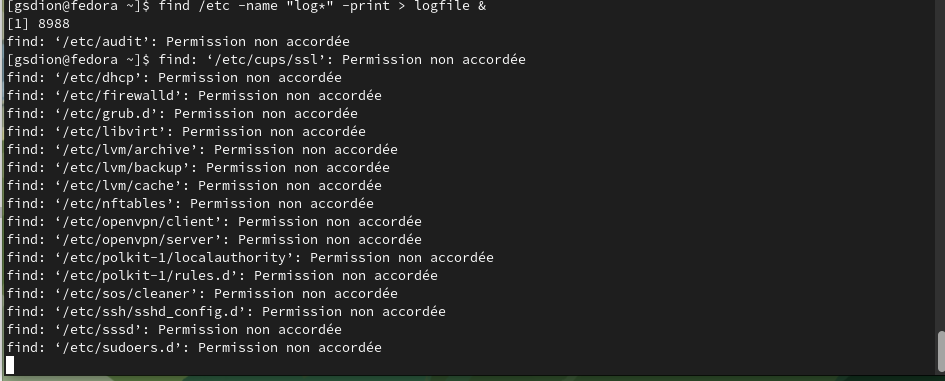 [gsdion@fedora ~]$ find /etc -name "log*" -print > logfile &
[1] 8988
find: ‘/etc/audit’: Permission non accordée
[gsdion@fedora ~]$ find: ‘/etc/cups/ssl’: Permission non accordée
find: ‘/etc/dhcp’: Permission non accordée
find: ‘/etc/firewalld’: Permission non accordée
find: ‘/etc/grub.d’: Permission non accordée
find: ‘/etc/libvirt’: Permission non accordée
find: ‘/etc/lvm/archive’: Permission non accordée
find: ‘/etc/lvm/backup’: Permission non accordée
find: ‘/etc/lvm/cache’: Permission non accordée
find: ‘/etc/nftables’: Permission non accordée
find: ‘/etc/openvpn/client’: Permission non accordée
find: ‘/etc/openvpn/server’: Permission non accordée
find: ‘/etc/polkit-1/localauthority’: Permission non accordée
find: ‘/etc/polkit-1/rules.d’: Permission non accordée
find: ‘/etc/sos/cleaner’: Permission non accordée
find: ‘/etc/ssh/sshd_config.d’: Permission non accordée
find: ‘/etc/sssd’: Permission non accordée
find: ‘/etc/sudoers.d’: Permission non accordée